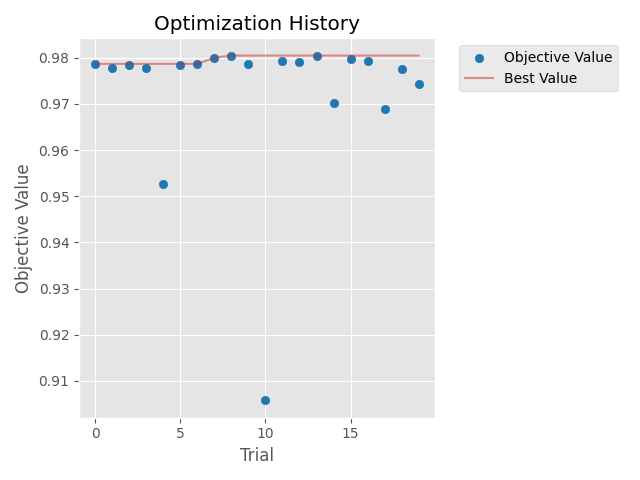 Optimization History
Objective Value
Best Value
0.98
0.97
0.96
0.95
0.94
0.93
0.92
0.91
Objective Value
0
5
10
15
Trial